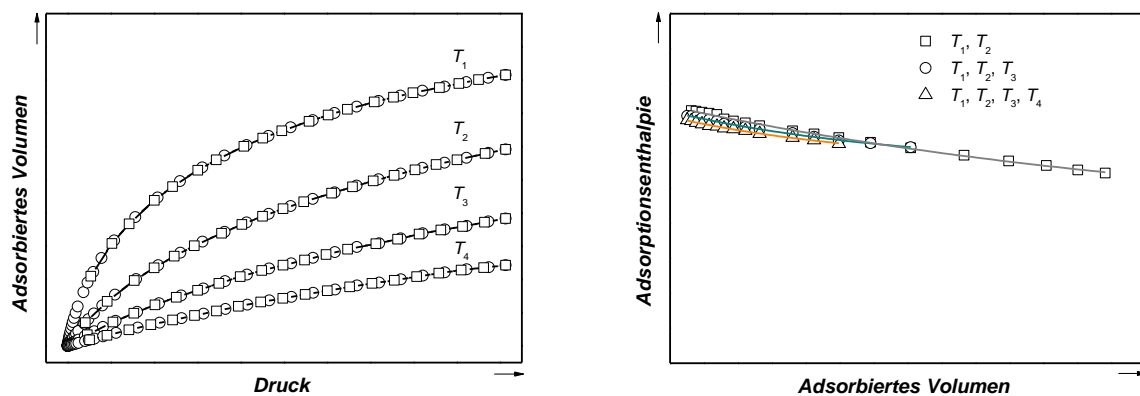 Adsorbiertes Volumen
T₁
T₂
T₃
T₄
Druck
Adsorptionsenthalpie
T₁, T₂
T₁, T₂, T₃
T₁, T₂, T₃, T₄
Adsorbiertes Volumen